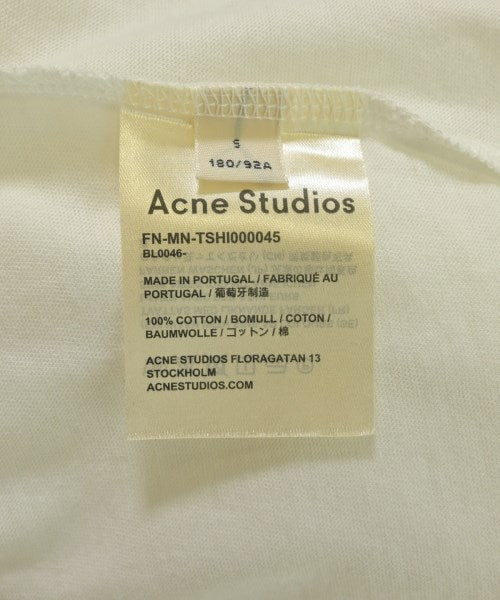 S
180/92A
Acne Studios
FN-MN-TSHI000045
BL0046-
MADE IN PORTUGAL / FABRIQUÉ AU
PORTUGAL / 葡萄牙制造
100% COTTON / BOMULL / COTON /
BAUMWOLLE / コットン / 棉
ACNE STUDIOS FLORAGATAN 13
STOCKHOLM
ACNESTUDIOS.COM